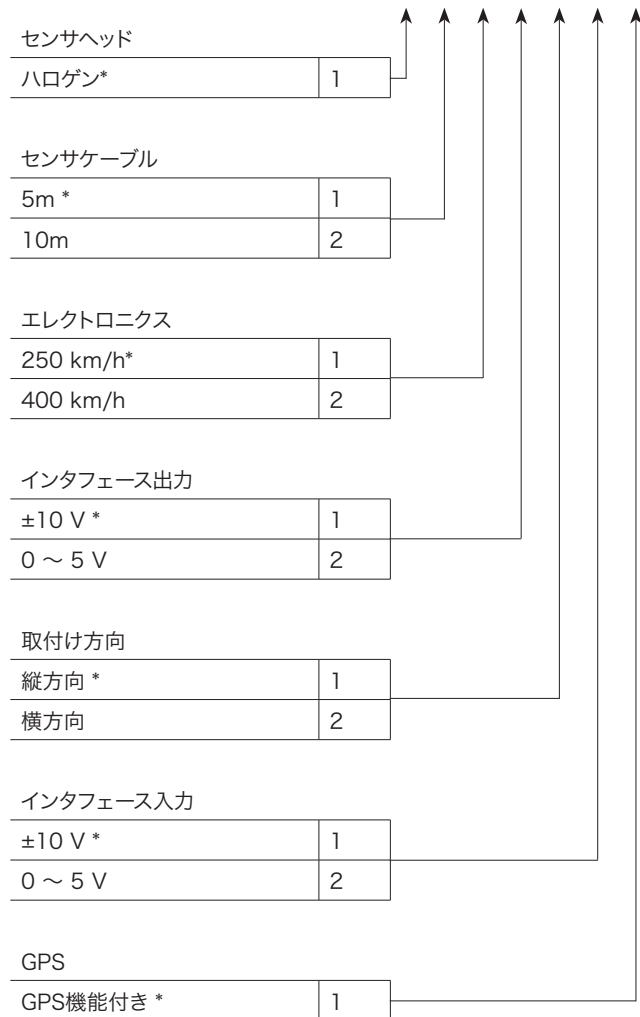 センサヘッド
ハロゲン* 1
センサケーブル
5m * 1
10m 2
エレクトロニクス
250 km/h* 1
400 km/h 2
インタフェース出力
±10 V * 1
0 ～ 5 V 2
取付け方向
縦方向 * 1
横方向 2
インタフェース入力
±10 V * 1
0 ～ 5 V 2
GPS
GPS機能付き * 1